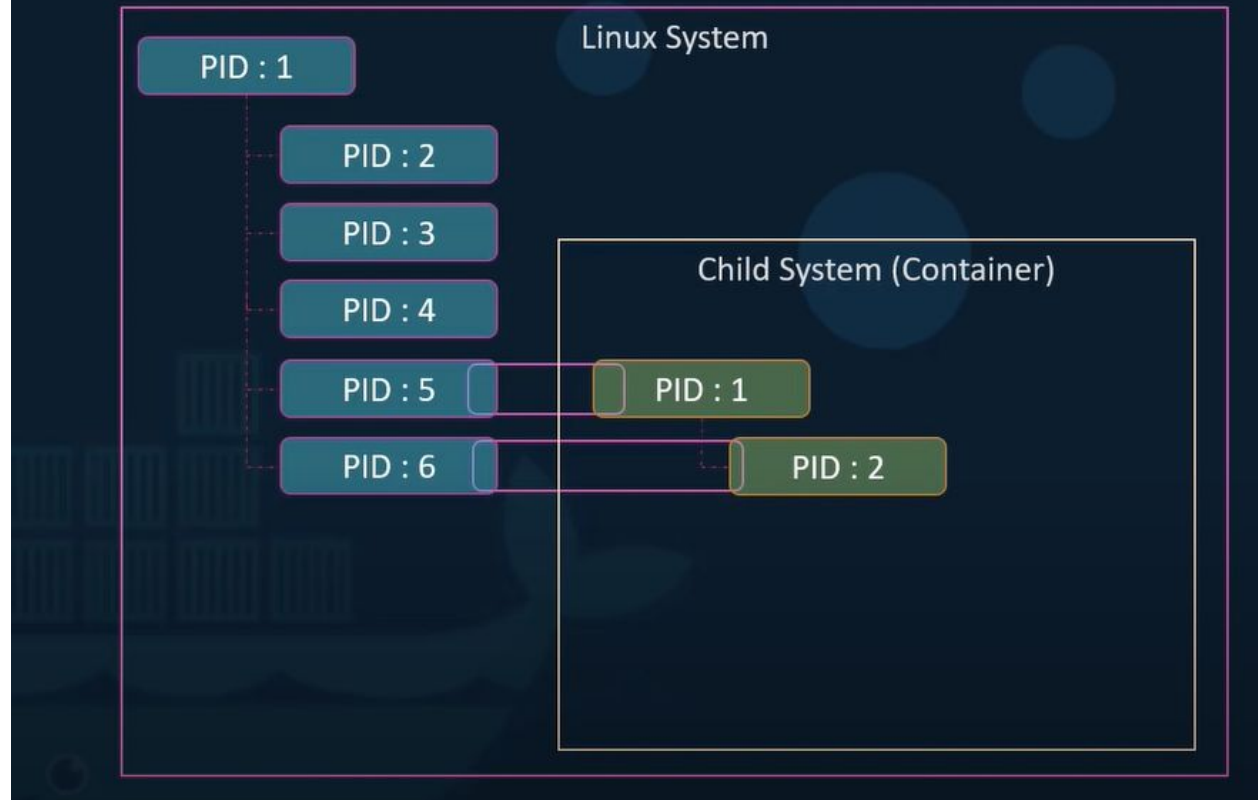 Linux System
PID : 1
PID : 2
PID : 3
PID : 4
PID : 5
PID : 6
Child System (Container)
PID : 1
PID : 2